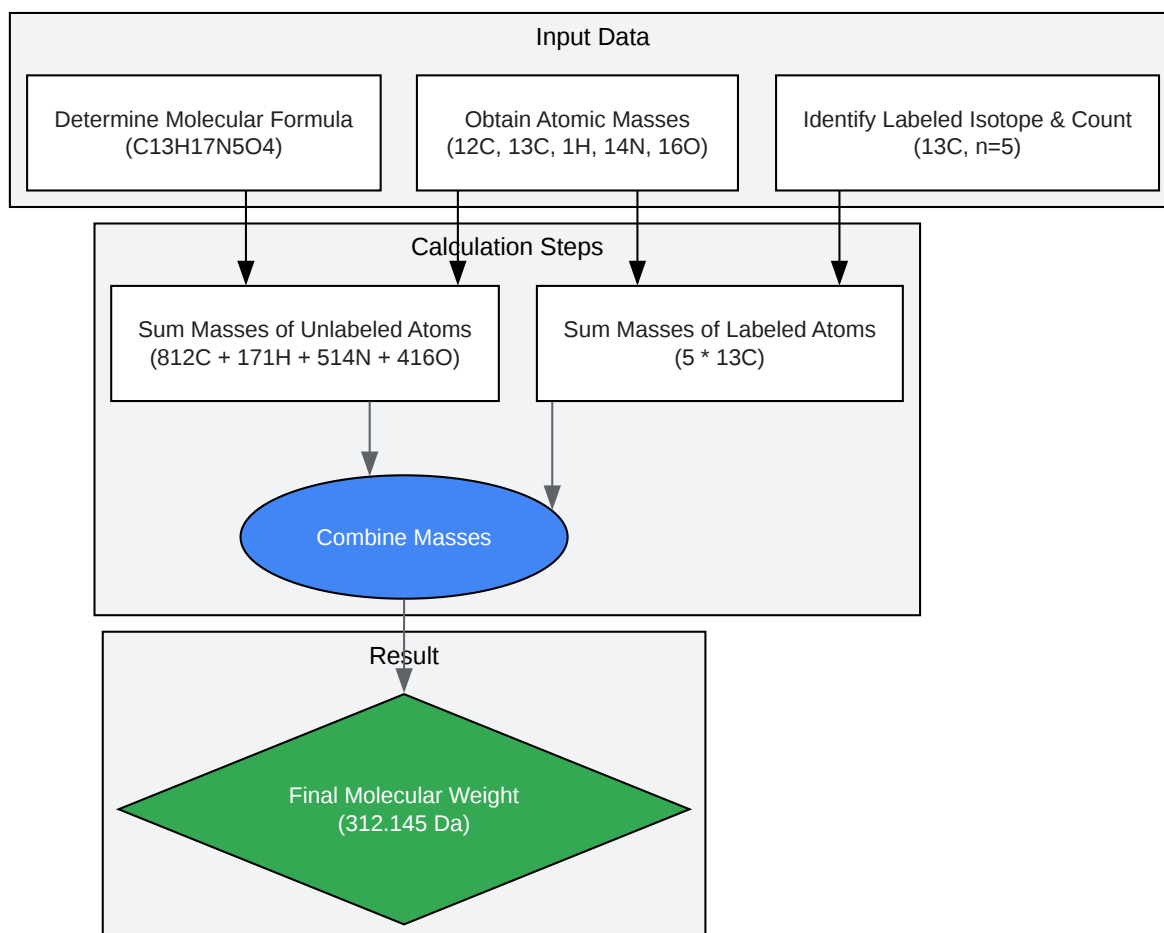 Input Data
Determine Molecular Formula
(C13H17N5O4)
Obtain Atomic Masses
(12C, 13C, 1H, 14N, 16O)
Identify Labeled Isotope & Count
(13C, n=5)
Calculation Steps
Sum Masses of Unlabeled Atoms
(812C + 171H + 514N + 416O)
Sum Masses of Labeled Atoms
(5 * 13C)
Combine Masses
Result
Final Molecular Weight
(312.145 Da)